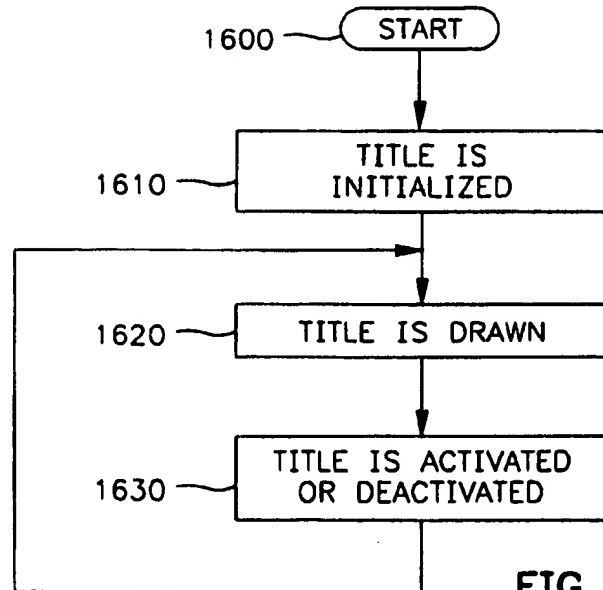 1600
START
1610
TITLE IS
INITIALIZED
1620
TITLE IS DRAWN
1630
TITLE IS ACTIVATED
OR DEACTIVATED
FIG